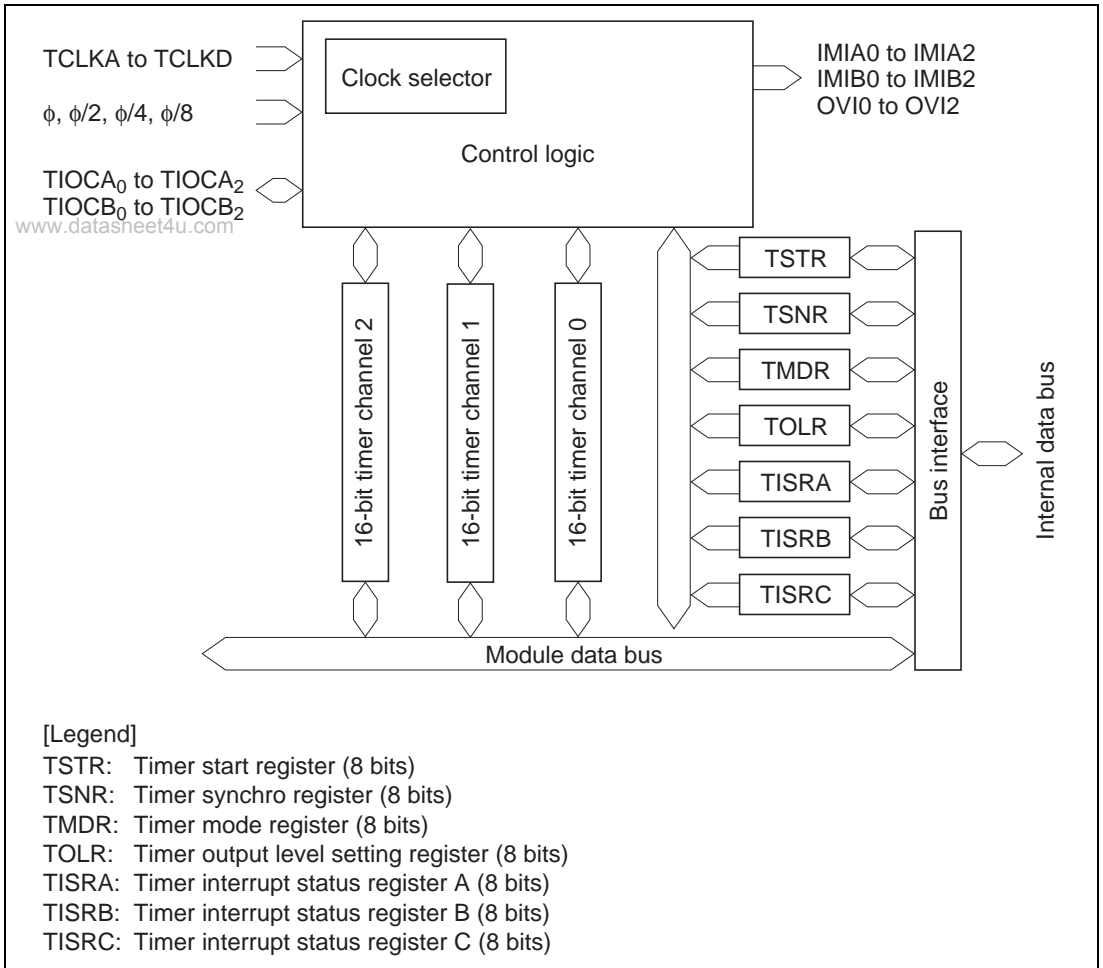 TCLKA to TCLKD
ϕ, ϕ/2, ϕ/4, ϕ/8
TIOCA0 to TIOCA2
TIOCB0 to TIOCB2
www.datasheet4u.com
Clock selector
Control logic
IMIA0 to IMIA2
IMIB0 to IMIB2
OVI0 to OVI2
16-bit timer channel 2
16-bit timer channel 1
16-bit timer channel 0
TSTR
TSNR
TMDR
TOLR
TISRA
TISRB
TISRC
Bus interface
Internal data bus
Module data bus
[Legend]
TSTR: Timer start register (8 bits)
TSNR: Timer synchro register (8 bits)
TMDR: Timer mode register (8 bits)
TOLR: Timer output level setting register (8 bits)
TISRA: Timer interrupt status register A (8 bits)
TISRB: Timer interrupt status register B (8 bits)
TISRC: Timer interrupt status register C (8 bits)